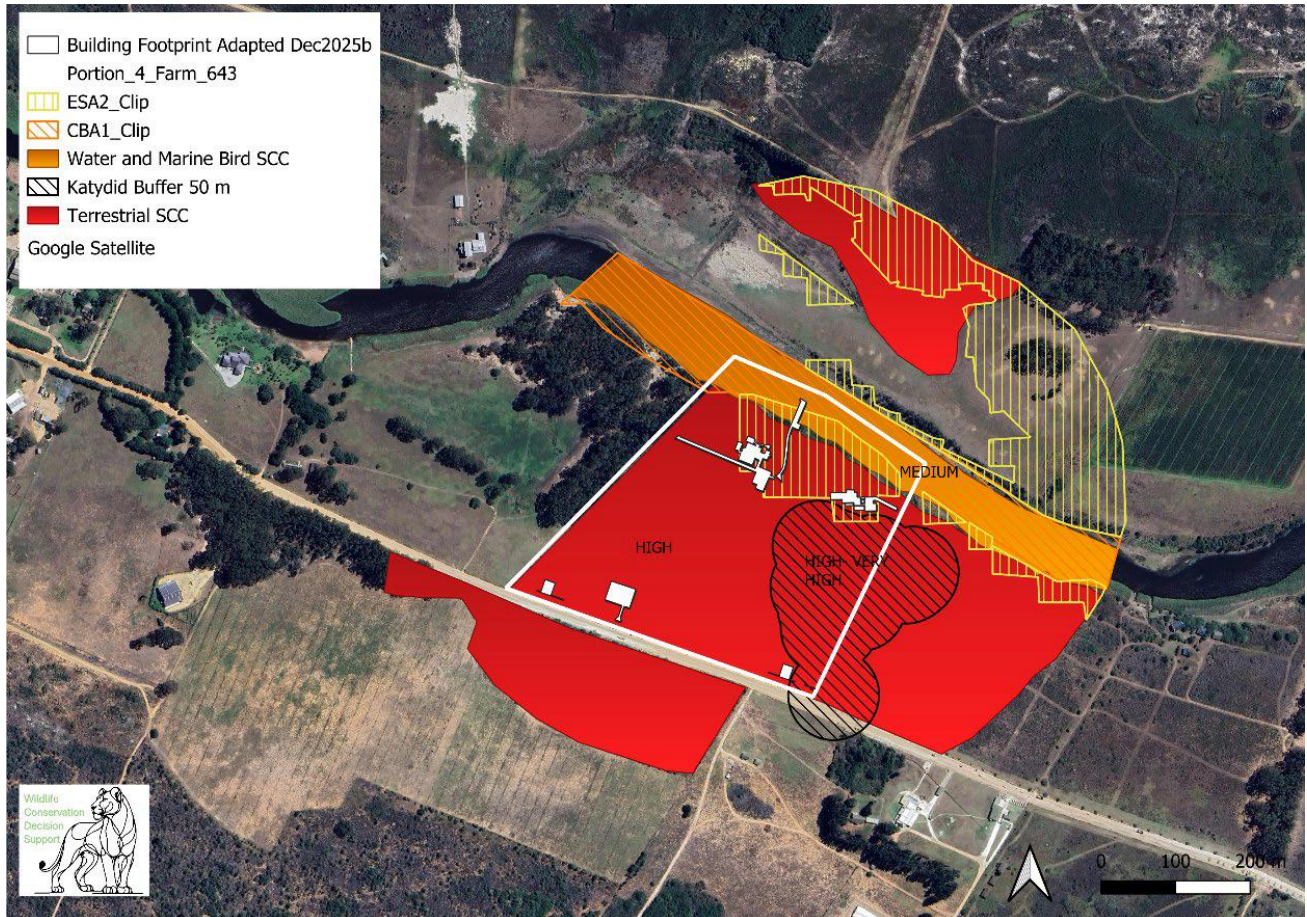 Building Footprint Adapted Dec2025b
Portion_4_Farm_643
ESA2_Clip
CBA1_Clip
Water and Marine Bird SCC
Katydid Buffer 50 m
Terrestrial SCC
Google Satellite
MEDIUM
HIGH
HIGH- VERY
HIGH
Wildlife
Conservation
Decision
Support
0 100 200 m